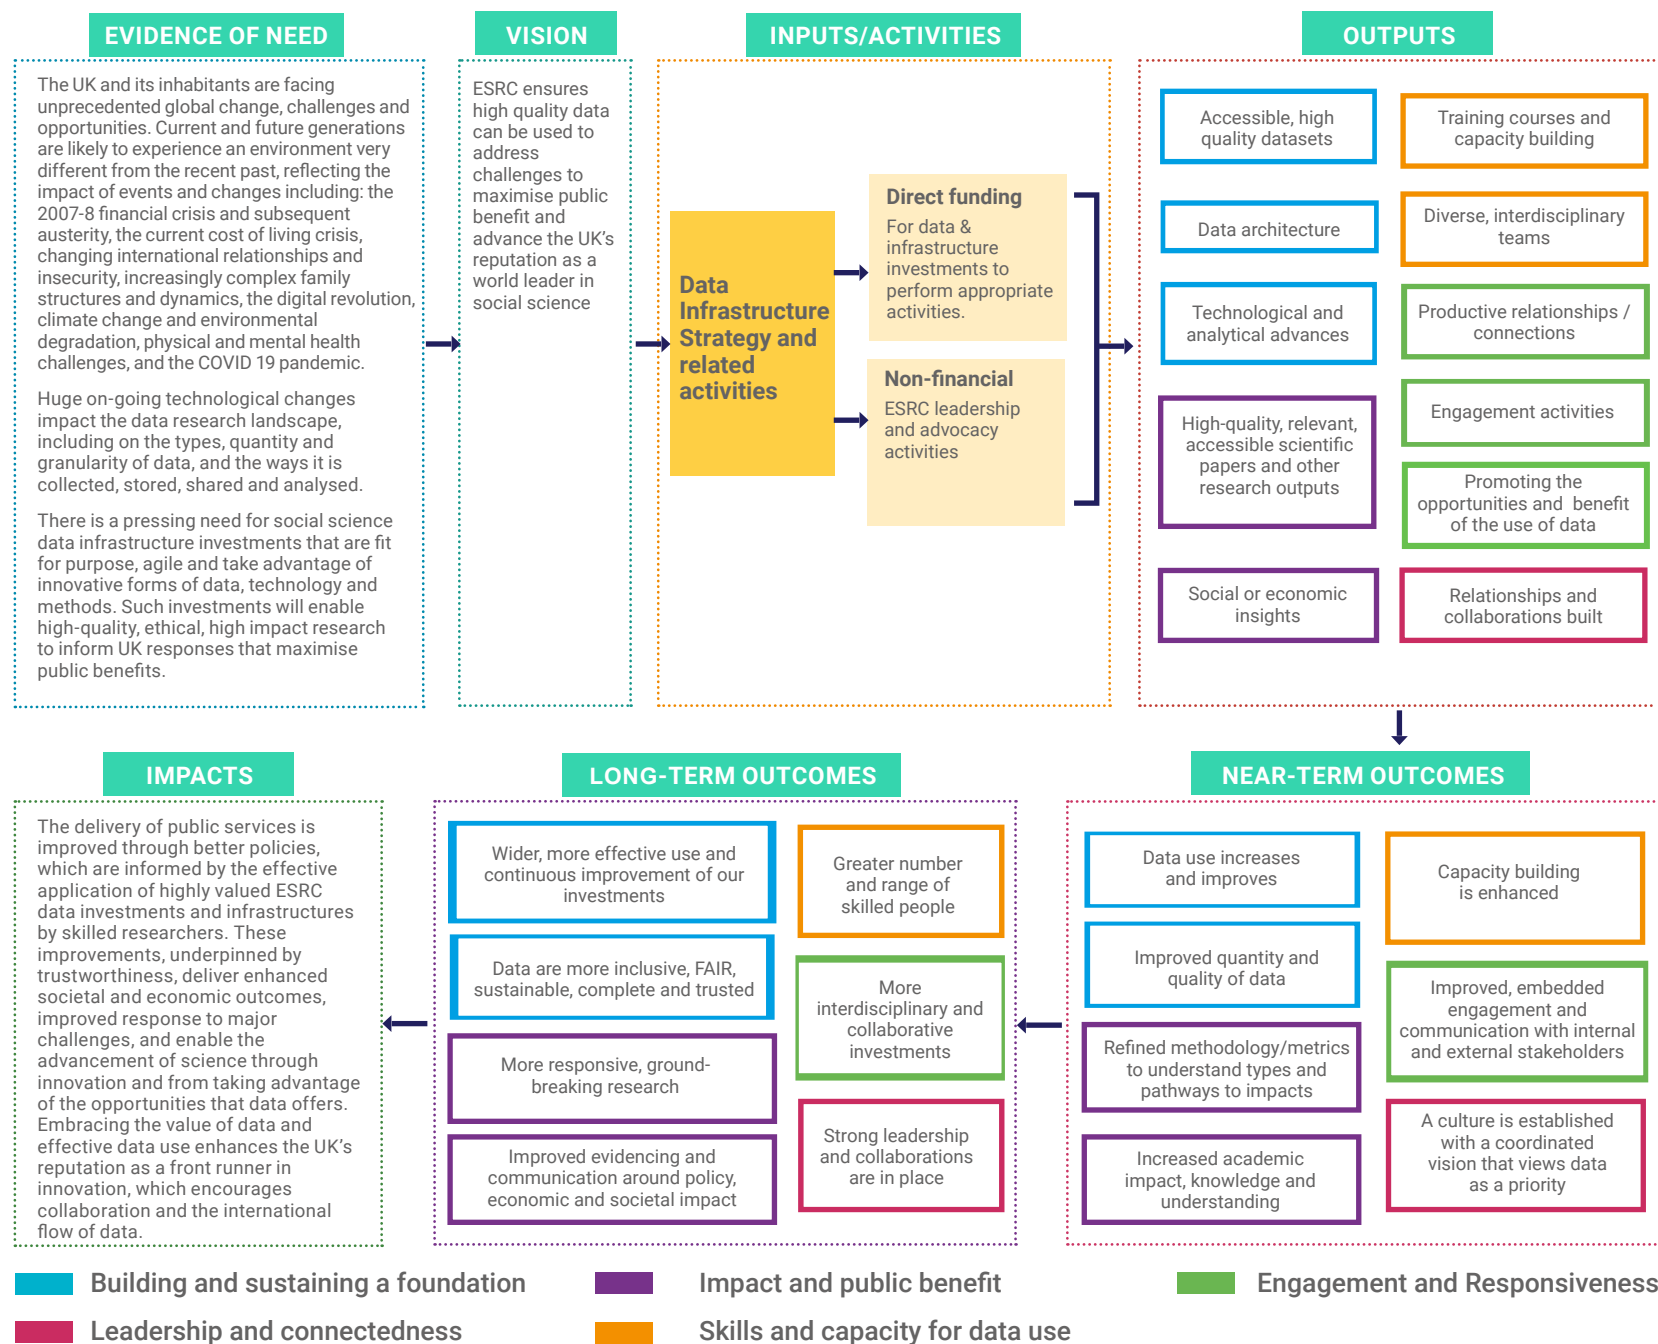 EVIDENCE OF NEED
The UK and its inhabitants are facing
unprecedented global change, challenges and
opportunities. Current and future generations
are likely to experience an environment very
different from the recent past, reflecting the
impact of events and changes including: the
2007-8 financial crisis and subsequent
austerity, the current cost of living crisis,
changing international relationships and
insecurity, increasingly complex family
structures and dynamics, the digital revolution,
climate change and environmental
degradation, physical and mental health
challenges, and the COVID 19 pandemic.
Huge on-going technological changes
impact the data research landscape,
including on the types, quantity and
granularity of data, and the ways it is
collected, stored, shared and analysed.
There is a pressing need for social science
data infrastructure investments that are fit
for purpose, agile and take advantage of
innovative forms of data, technology and
methods. Such investments will enable
high-quality, ethical, high impact research
to inform UK responses that maximise
public benefits.
VISION
ESRC ensures
high quality data
can be used to
address
challenges to
maximise public
benefit and
advance the UK's
reputation as a
world leader in
social science
INPUTS/ACTIVITIES
Data
Infrastructure
Strategy and
related
activities
Direct funding
For data &
infrastructure
investments to
perform appropriate
activities.
Non-financial
ESRC leadership
and advocacy
activities
OUTPUTS
Accessible, high
quality datasets
Data architecture
Technological and
analytical advances
High-quality, relevant,
accessible scientific
papers and other
research outputs
Social or economic
insights
Training courses and
capacity building
Diverse, interdisciplinary
teams
Productive relationships /
connections
Engagement activities
Promoting the
opportunities and benefit
of the use of data
Relationships and
collaborations built
NEAR-TERM OUTCOMES
Data use increases
and improves
Improved quantity and
quality of data
Refined methodology/metrics
to understand types and
pathways to impacts
Increased academic
impact, knowledge and
understanding
Capacity building
is enhanced
Improved, embedded
engagement and
communication with internal
and external stakeholders
A culture is established
with a coordinated
vision that views data
as a priority
LONG-TERM OUTCOMES
Wider, more effective use and
continuous improvement of our
investments
Data are more inclusive, FAIR,
sustainable, complete and trusted
More responsive, ground-
breaking research
Improved evidencing and
communication around policy,
economic and societal impact
Greater number
and range of
skilled people
More
interdisciplinary and
collaborative
investments
Strong leadership
and collaborations
are in place
IMPACTS
The delivery of public services is
improved through better policies,
which are informed by the effective
application of highly valued ESRC
data investments and infrastructures
by skilled researchers. These
improvements, underpinned by
trustworthiness, deliver enhanced
societal and economic outcomes,
improved response to major
challenges, and enable the
advancement of science through
innovation and from taking advantage
of the opportunities that data offers.
Embracing the value of data and
effective data use enhances the UK's
reputation as a front runner in
innovation, which encourages
collaboration and the international
flow of data.
Building and sustaining a foundation
Impact and public benefit
Engagement and Responsiveness
Leadership and connectedness
Skills and capacity for data use